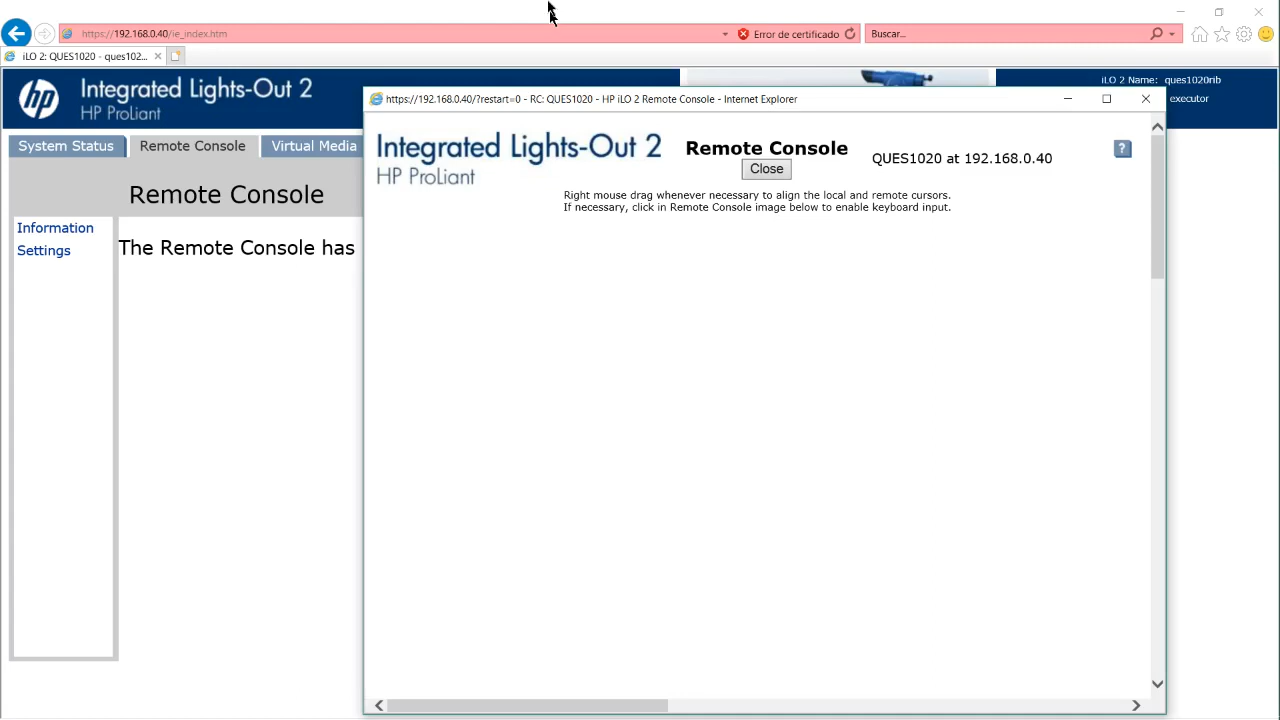 https://192.168.0.40/ie_index.htm
Error de certificado
Buscar...
iLO 2: QUES1020 - ques102...
hp
Integrated Lights-Out 2
HP ProLiant
iLO 2 Name: ques1020rib
executor
System Status
Remote Console
Virtual Media
Remote Console
Information
Settings
The Remote Console has
https://192.168.0.40/?restart=0 - RC: QUES1020 - HP iLO 2 Remote Console - Internet Explorer
Integrated Lights-Out 2
HP ProLiant
Remote Console
Close
QUES1020 at 192.168.0.40
?
Right mouse drag whenever necessary to align the local and remote cursors.
If necessary, click in Remote Console image below to enable keyboard input.